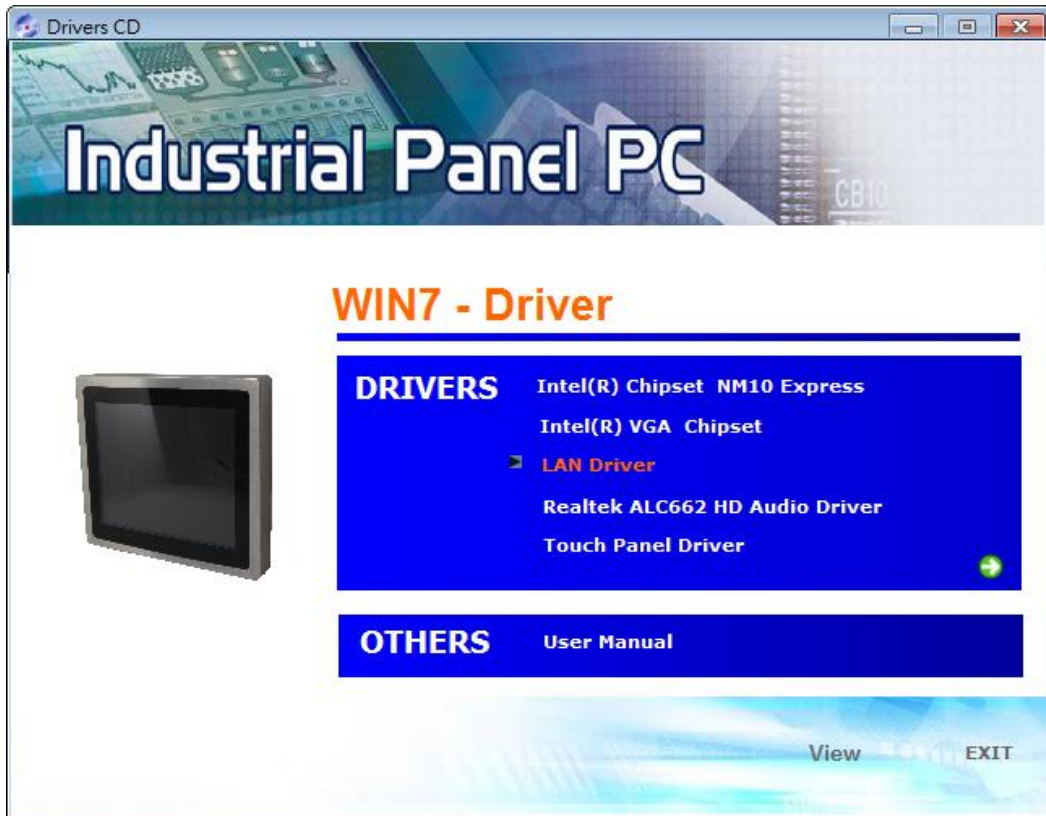 Drivers CD
Industrial Panel PC
CB10
WIN7 - Driver
DRIVERS
Intel(R) Chipset NM10 Express
Intel(R) VGA Chipset
LAN Driver
Realtek ALC662 HD Audio Driver
Touch Panel Driver
OTHERS
User Manual
View
EXIT